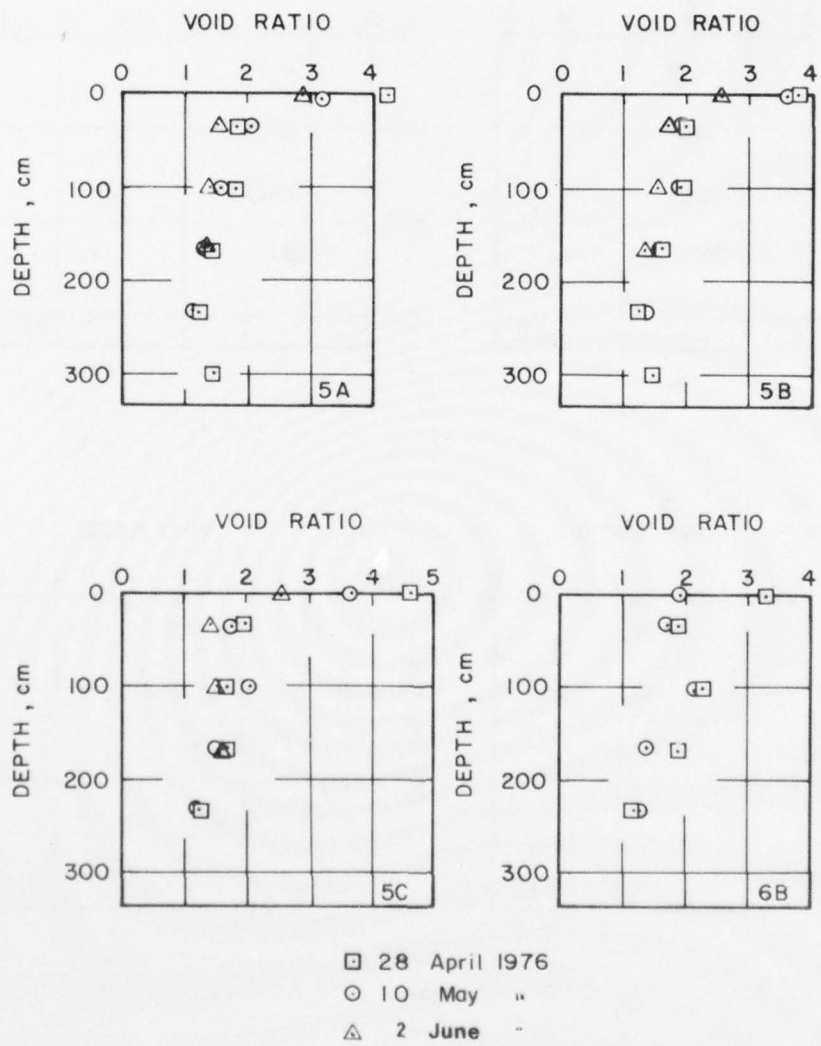 VOID RATIO
VOID RATIO
0 1 2 3 4
0 1 2 3 4
0
0
100
100
DEPTH, cm
DEPTH, cm
200
200
300
300
5A
5B
VOID RATIO
VOID RATIO
0 1 2 3 4 5
0 1 2 3 4
0
0
100
100
DEPTH, cm
DEPTH, cm
200
200
300
300
5C
6B
28 April 1976
10 May "
2 June "